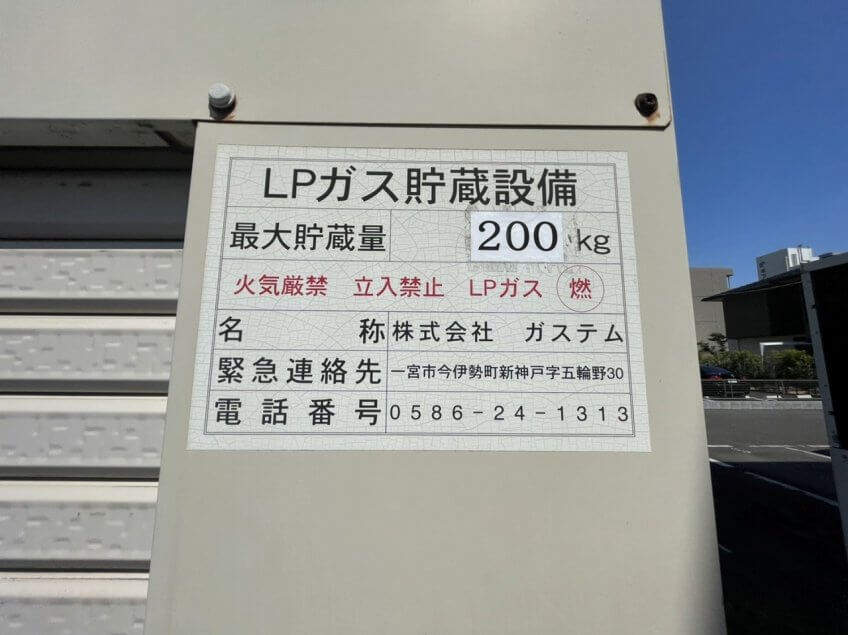 LPガス貯蔵設備
最大貯蔵量 200 kg
火気厳禁 立入禁止 LPガス 燃
名称 株式会社 ガステム
緊急連絡先 一宮市今伊勢町新神戸字五輪野30
電話番号 0586-24-1313